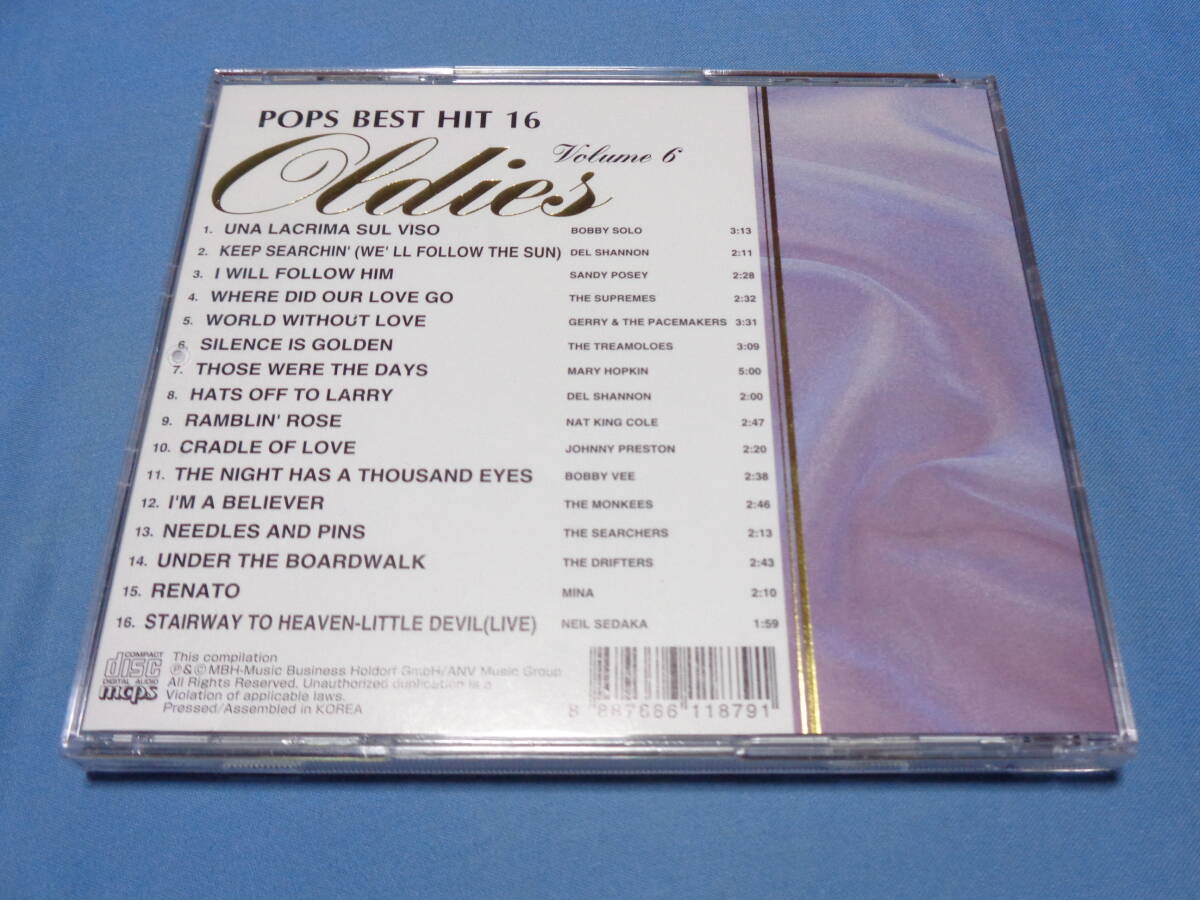 POPS BEST HIT 16
Oldies Volume 6
1. UNA LACRIMA SUL VISO BOBBY SOLO 3:13
2. KEEP SEARCHIN' (WE' LL FOLLOW THE SUN) DEL SHANNON 2:11
3. I WILL FOLLOW HIM SANDY POSEY 2:28
4. WHERE DID OUR LOVE GO THE SUPREMES 2:32
5. WORLD WITHOUT LOVE GERRY & THE PACEMAKERS 3:31
6. SILENCE IS GOLDEN THE TREAMOLOES 3:09
7. THOSE WERE THE DAYS MARY HOPKIN 5:00
8. HATS OFF TO LARRY DEL SHANNON 2:00
9. RAMBLIN' ROSE NAT KING COLE 2:47
10. CRADLE OF LOVE JOHNNY PRESTON 2:20
11. THE NIGHT HAS A THOUSAND EYES BOBBY VEE 2:38
12. I'M A BELIEVER THE MONKEES 2:46
13. NEEDLES AND PINS THE SEARCHERS 2:13
14. UNDER THE BOARDWALK THE DRIFTERS 2:43
15. RENATO MINA 2:10
16. STAIRWAY TO HEAVEN-LITTLE DEVIL(LIVE) NEIL SEDAKA 1:59
COMPACT
disc
DIGITAL AUDIO
mcps
This compilation
℗&© MBH-Music Business Holdorf GmbH/ANV Music Group
All Rights Reserved. Unauthorized duplication is a
Violation of applicable laws.
Pressed/Assembled in KOREA
8 887686 118791